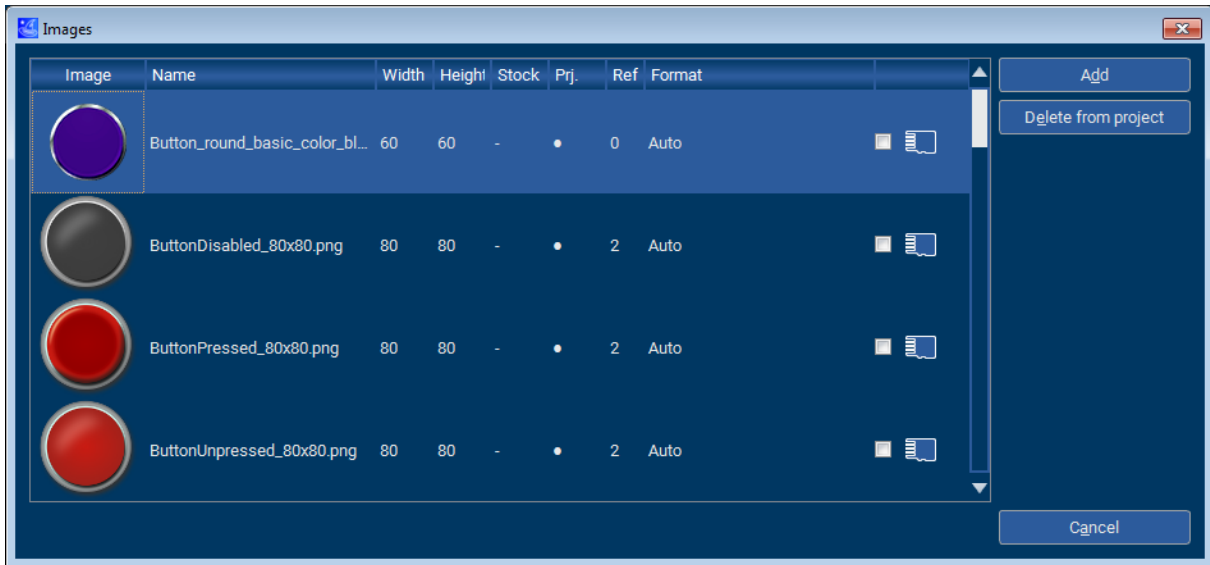 Images
Image Name Width Height Stock Prj. Ref Format
Button_round_basic_color_bl... 60 60 - • 0 Auto
ButtonDisabled_80x80.png 80 80 - • 2 Auto
ButtonPressed_80x80.png 80 80 - • 2 Auto
ButtonUnpressed_80x80.png 80 80 - • 2 Auto
Add
Delete from project
Cancel